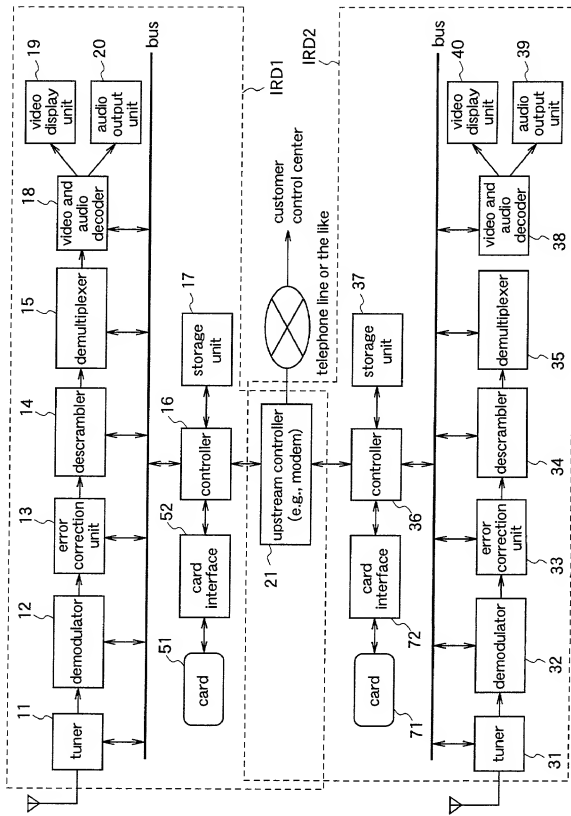 11
tuner
12
demodulator
13
error
correction
unit
14
descrambler
15
demultiplexer
18
video and
audio
decoder
19
video
display
unit
20
audio
output
unit
bus
51
card
52
card
interface
16
controller
17
storage
unit
IRD1
21
upstream controller
(e.g., modem)
telephone line or the like
customer
control center
IRD2
card
71
card
interface
72
controller
36
37
storage
unit
bus
tuner
31
demodulator
32
error
correction
unit
33
descrambler
34
demultiplexer
35
video and
audio
decoder
38
40
video
display
unit
39
audio
output
unit